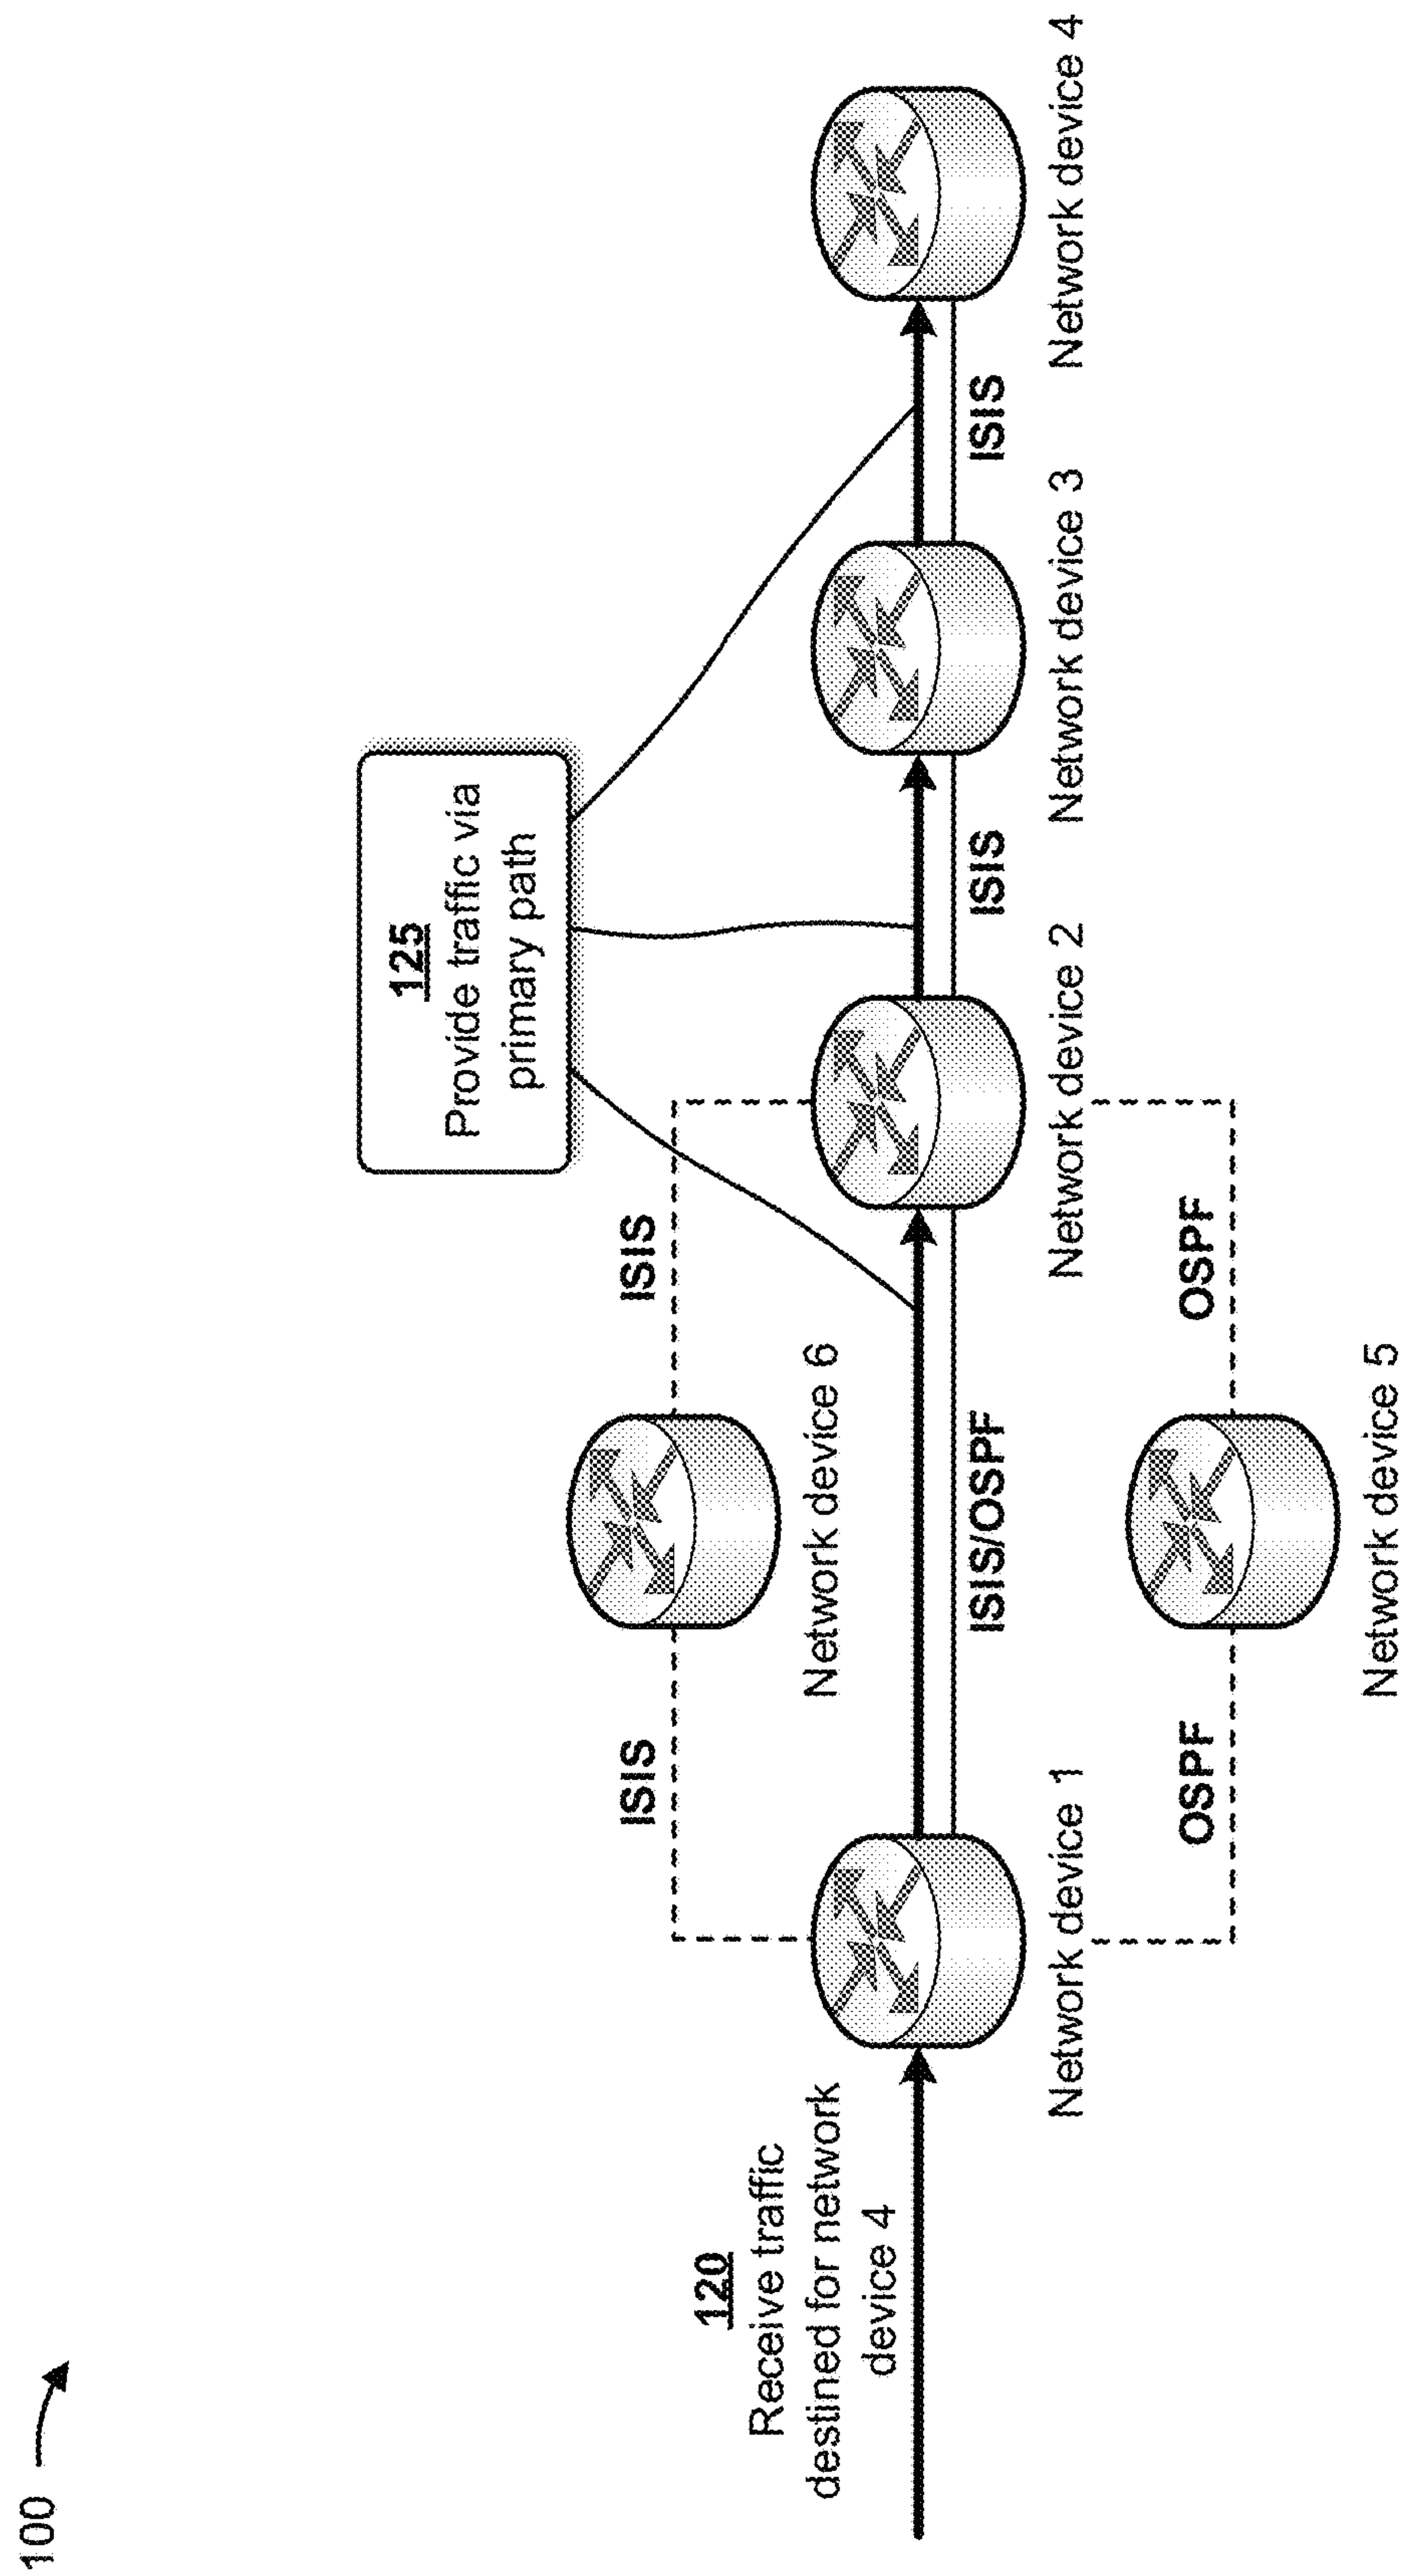 100
125
Provide traffic via
primary path
120
Receive traffic
destined for network
device 4
ISIS
ISIS
Network device 6
ISIS/OSPF
ISIS
ISIS
Network device 1
Network device 2
Network device 3
Network device 4
OSPF
OSPF
Network device 5